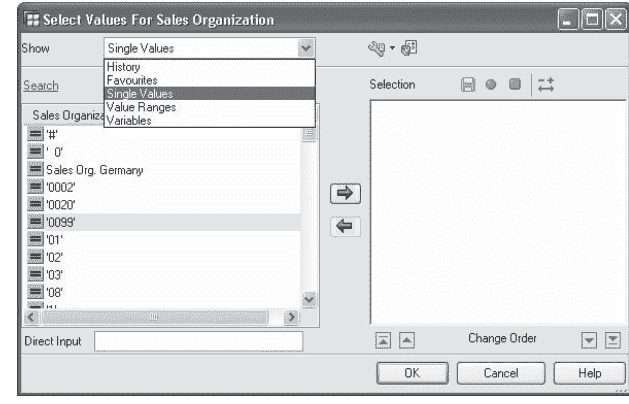 Select Values For Sales Organization
Show
Single Values
History
Favourites
Single Values
Value Ranges
Variables
Search
Selection
Sales Organiza
'#'
' 0'
Sales Org. Germany
'0002'
'0020'
'0099'
'01'
'02'
'03'
'08'
Direct Input
Change Order
OK
Cancel
Help